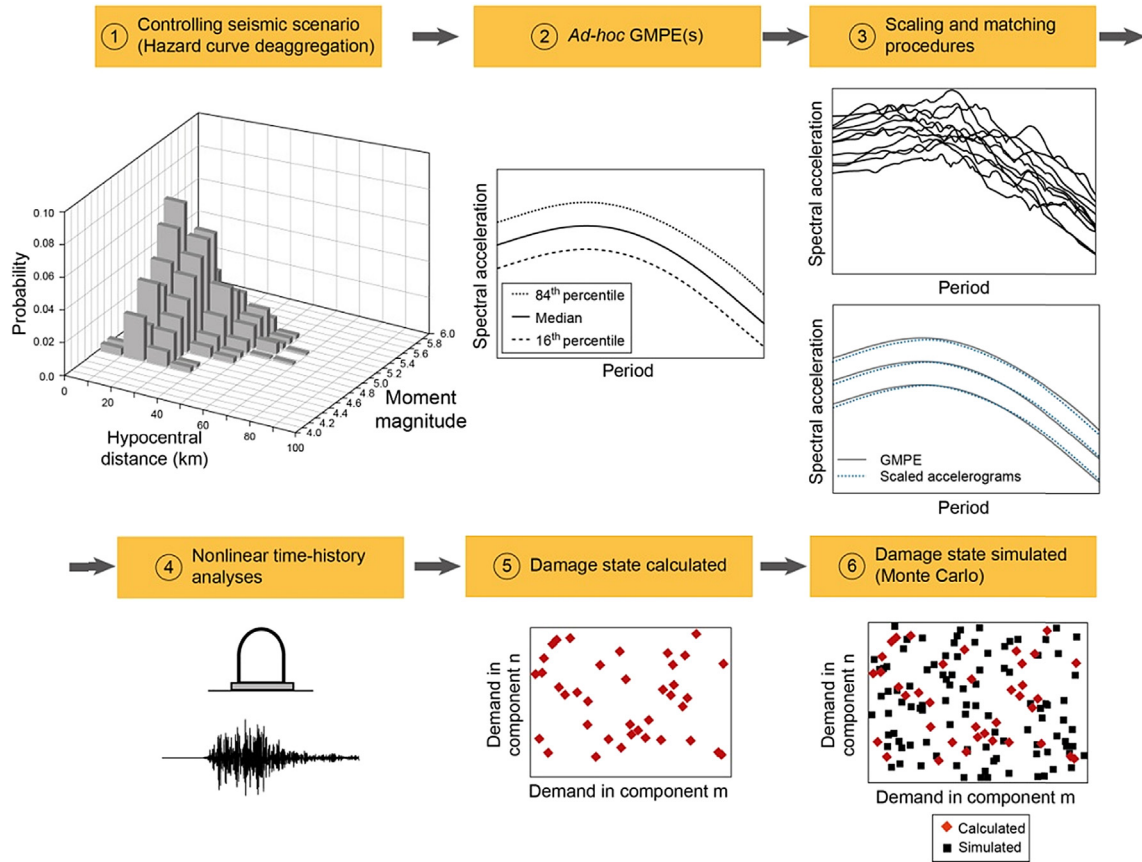 1 Controlling seismic scenario
(Hazard curve deaggregation)
2 Ad-hoc GMPE(s)
3 Scaling and matching
procedures
Probability
0.10
0.08
0.06
0.04
0.02
0.0
0
20
40
60
80
100
Hypocentral
distance (km)
4.0
4.2
4.4
4.6
4.8
5.0
5.2
5.4
5.6
5.8
6.0
Moment
magnitude
Spectral acceleration
84th percentile
Median
16th percentile
Period
Spectral acceleration
Period
Spectral acceleration
GMPE
Scaled accelerograms
Period
4 Nonlinear time-history
analyses
5 Damage state calculated
6 Damage state simulated
(Monte Carlo)
Demand in
component n
Demand in component m
Demand in
component n
Demand in component m
Calculated
Simulated